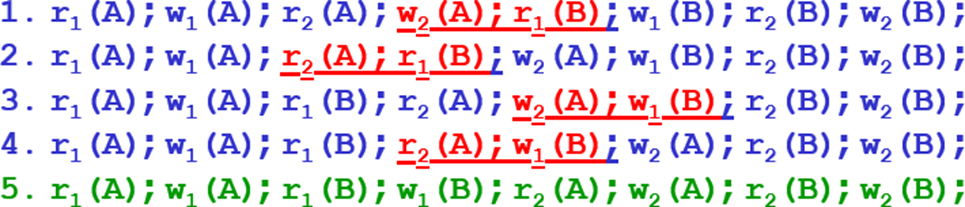 1. r₁(A); w₁(A); r₂(A); w₂(A); r₁(B); w₁(B); r₂(B); w₂(B);
2. r₁(A); w₁(A); r₂(A); r₁(B); w₂(A); w₁(B); r₂(B); w₂(B);
3. r₁(A); w₁(A); r₁(B); r₂(A); w₂(A); w₁(B); r₂(B); w₂(B);
4. r₁(A); w₁(A); r₁(B); r₂(A); w₁(B); w₂(A); r₂(B); w₂(B);
5. r₁(A); w₁(A); r₁(B); w₁(B); r₂(A); w₂(A); r₂(B); w₂(B);